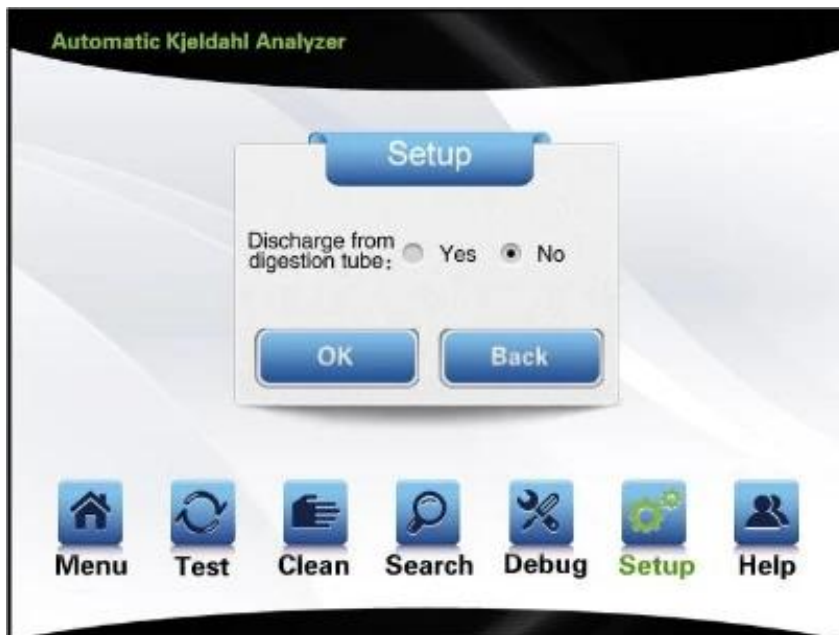 Automatic Kjeldahl Analyzer
Setup
Discharge from
digestion tube: Yes No
OK Back
Menu Test Clean Search Debug Setup Help